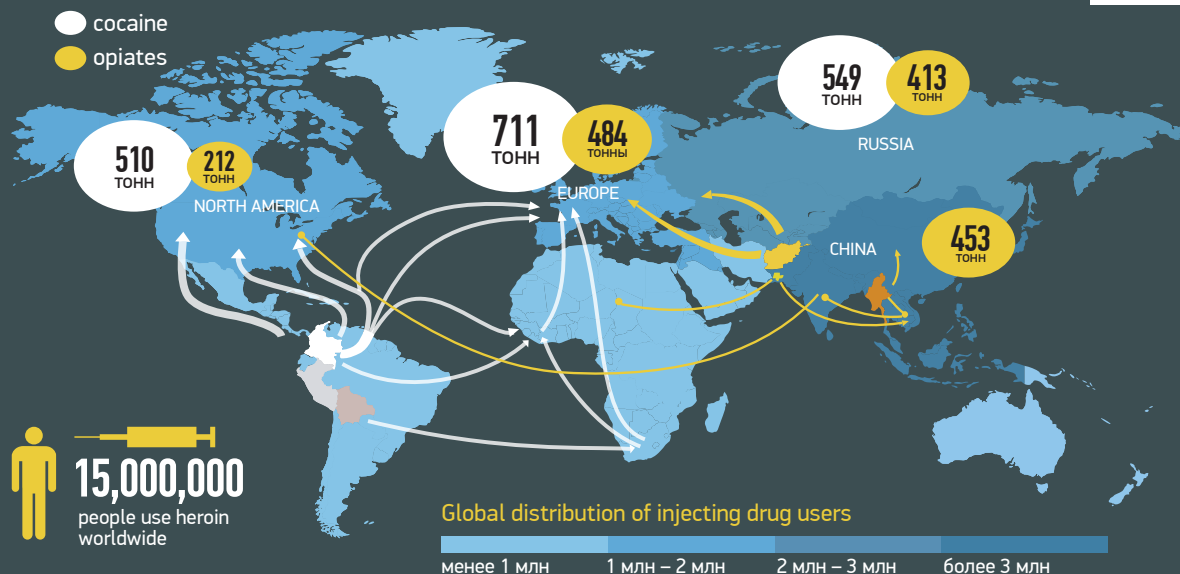 cocaine
opiates
549
ТОНН
413
ТОНН
RUSSIA
711
ТОНН
484
ТОННЫ
EUROPE
510
ТОНН
212
ТОНН
NORTH AMERICA
CHINA
453
ТОНН
15,000,000
people use heroin
worldwide
Global distribution of injecting drug users
менее 1 млн
1 млн – 2 млн
2 млн – 3 млн
более 3 млн